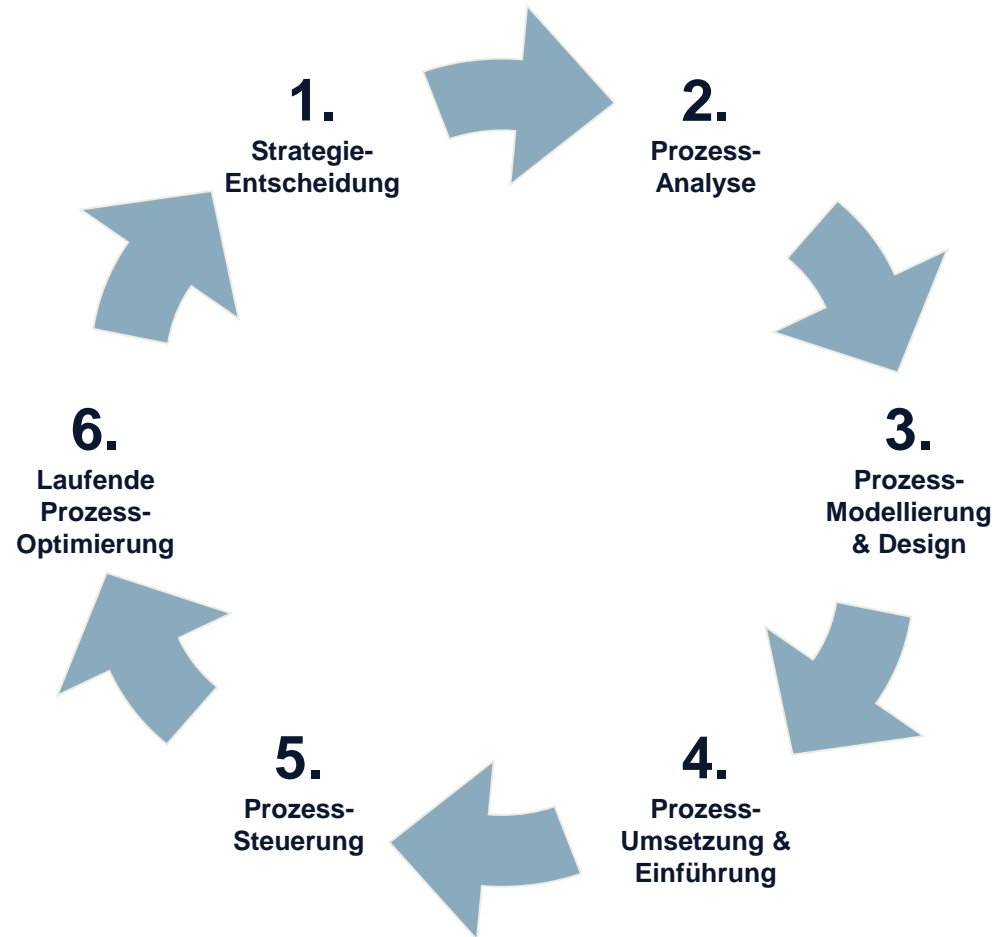 1.
Strategie-
Entscheidung
2.
Prozess-
Analyse
3.
Prozess-
Modellierung
& Design
4.
Prozess-
Umsetzung &
Einführung
5.
Prozess-
Steuerung
6.
Laufende
Prozess-
Optimierung